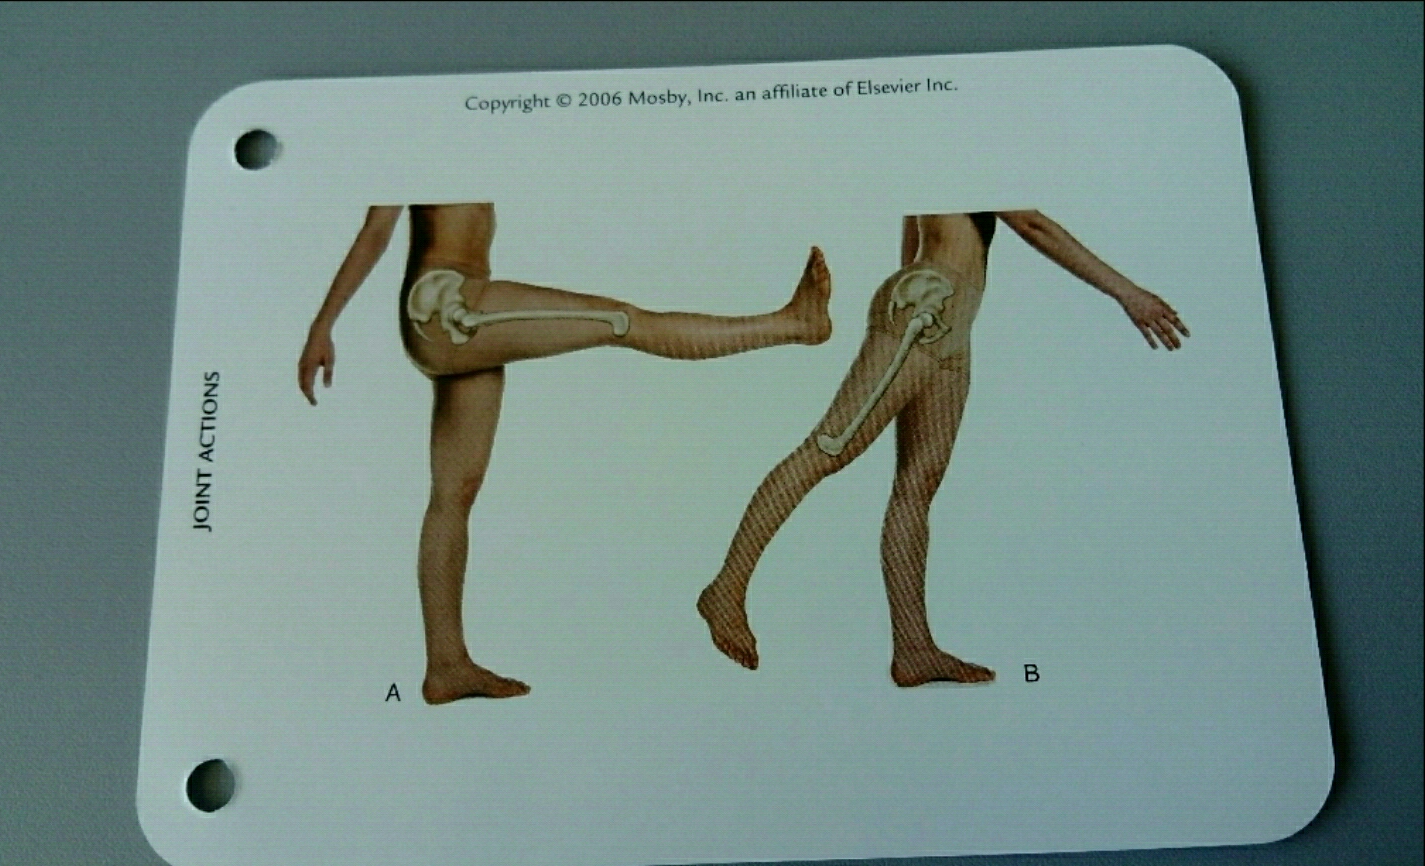 Copyright © 2006 Mosby, Inc. an affiliate of Elsevier Inc.
JOINT ACTIONS
A
B